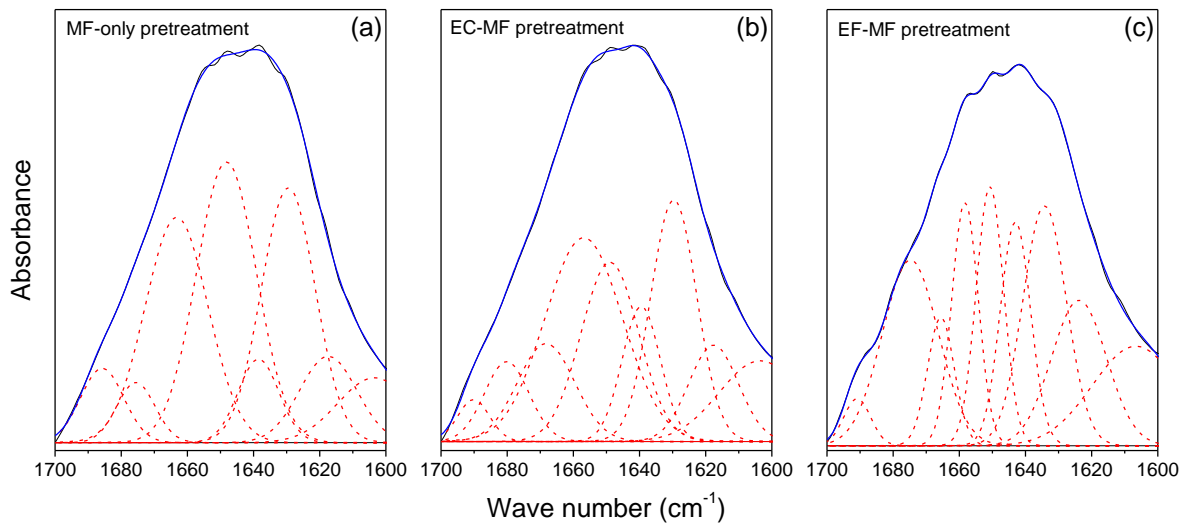 MF-only pretreatment
(a)
EC-MF pretreatment
(b)
EF-MF pretreatment
(c)
Absorbance
1700 1680 1660 1640 1620 1600
1700 1680 1660 1640 1620 1600
1700 1680 1660 1640 1620 1600
Wave number (cm⁻¹)